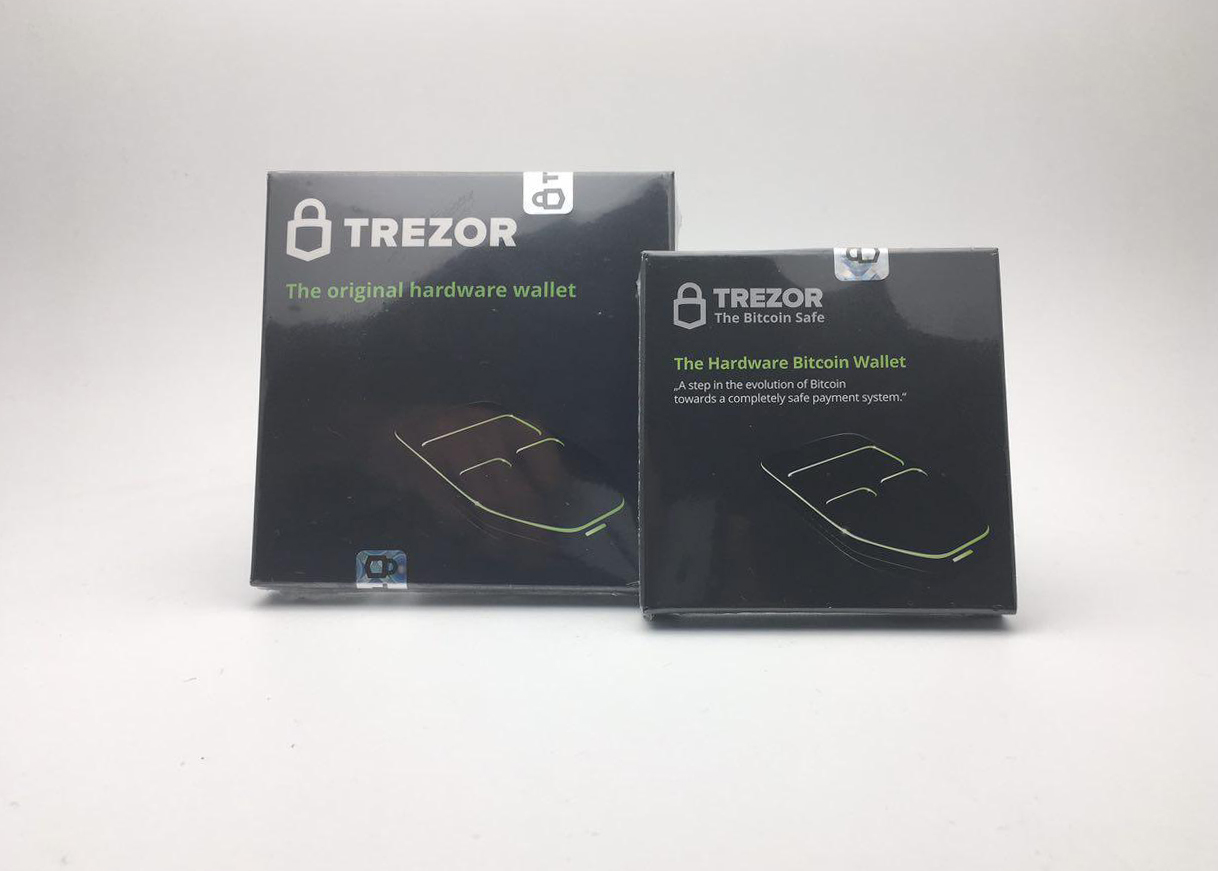 TREZOR
The original hardware wallet
TREZOR
The Bitcoin Safe
The Hardware Bitcoin Wallet
„A step in the evolution of Bitcoin
towards a completely safe payment system.“